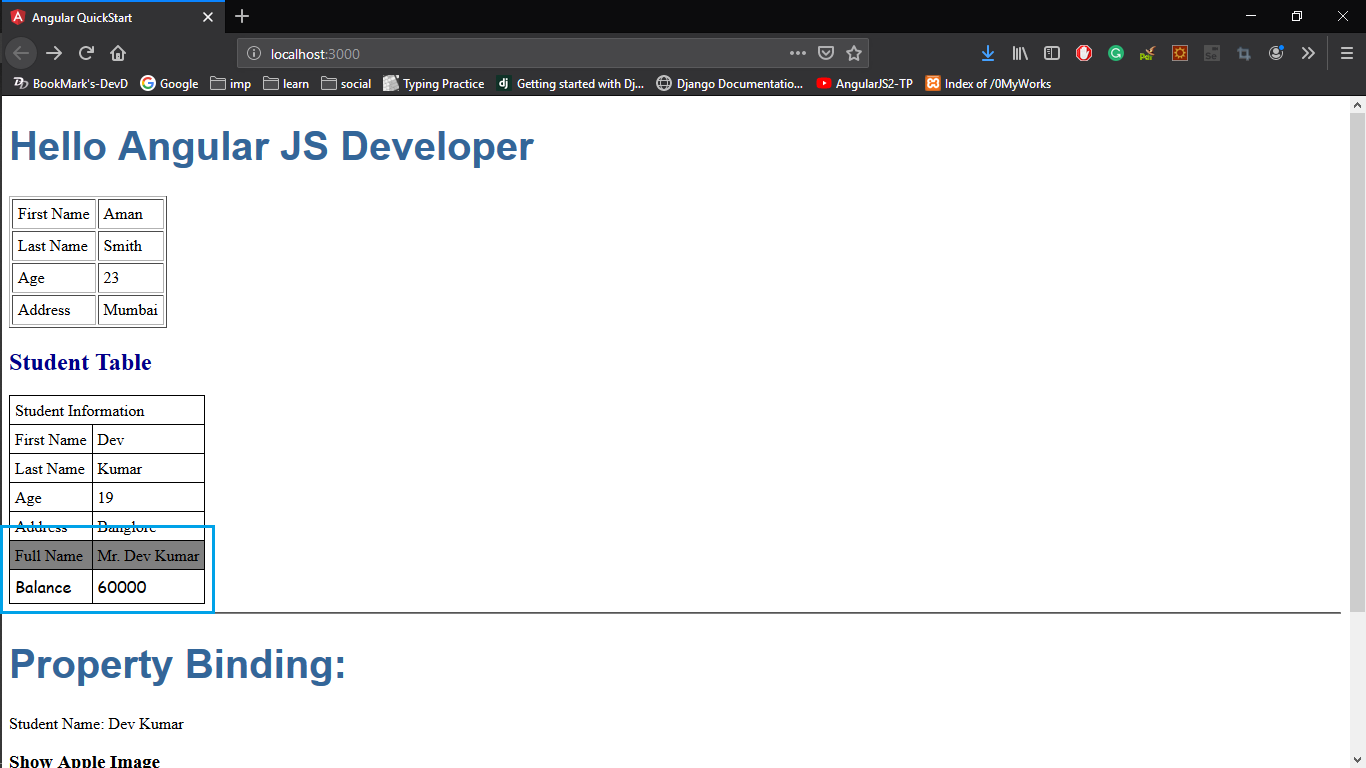 Angular QuickStart
localhost:3000
BookMark's-DevD Google imp learn social Typing Practice dj Getting started with Dj... Django Documentatio... AngularJS2-TP Index of /0MyWorks
Hello Angular JS Developer
First Name Aman
Last Name Smith
Age 23
Address Mumbai
Student Table
Student Information
First Name Dev
Last Name Kumar
Age 19
Address Banglore
Full Name Mr. Dev Kumar
Balance 60000
Property Binding:
Student Name: Dev Kumar
Show Apple Image